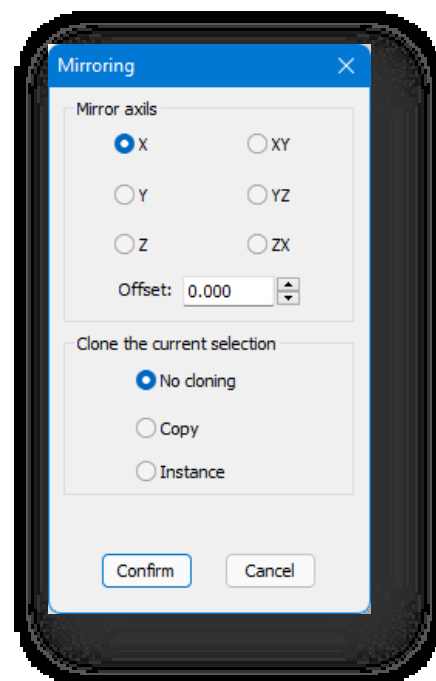 Mirroring
Mirror axils
X XY
Y YZ
Z ZX
Offset: 0.000
Clone the current selection
No cloning
Copy
Instance
Confirm Cancel